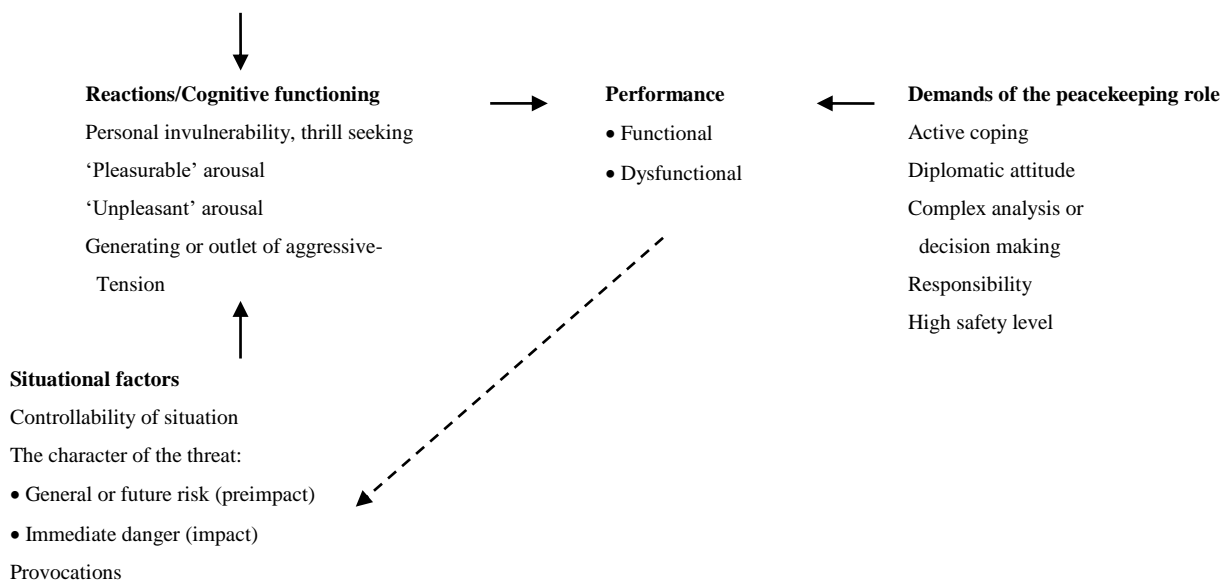 Reactions/Cognitive functioning
Personal invulnerability, thrill seeking
‘Pleasurable’ arousal
‘Unpleasant’ arousal
Generating or outlet of aggressive-
Tension
Performance
• Functional
• Dysfunctional
Demands of the peacekeeping role
Active coping
Diplomatic attitude
Complex analysis or
decision making
Responsibility
High safety level
Situational factors
Controllability of situation
The character of the threat:
• General or future risk (preimpact)
• Immediate danger (impact)
Provocations